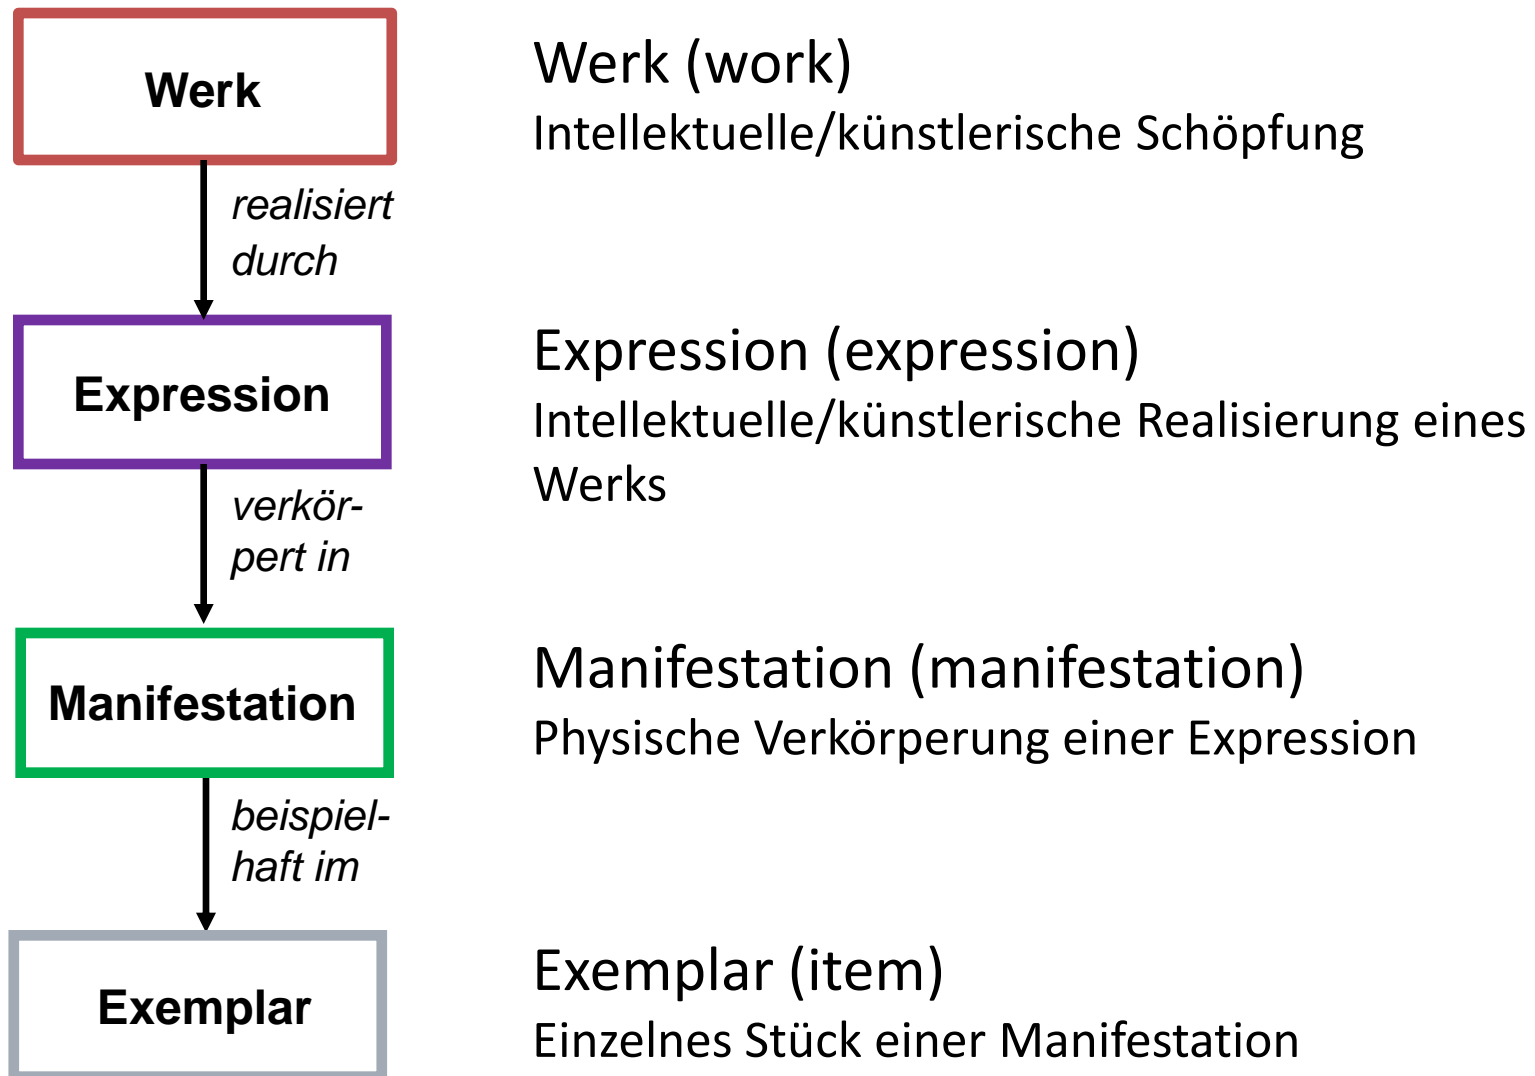 Werk
Werk (work)
Intellektuelle/künstlerische Schöpfung
realisiert
durch
Expression
Expression (expression)
Intellektuelle/künstlerische Realisierung eines
Werks
verkör-
pert in
Manifestation
Manifestation (manifestation)
Physische Verkörperung einer Expression
beispiel-
haft im
Exemplar
Exemplar (item)
Einzelnes Stück einer Manifestation